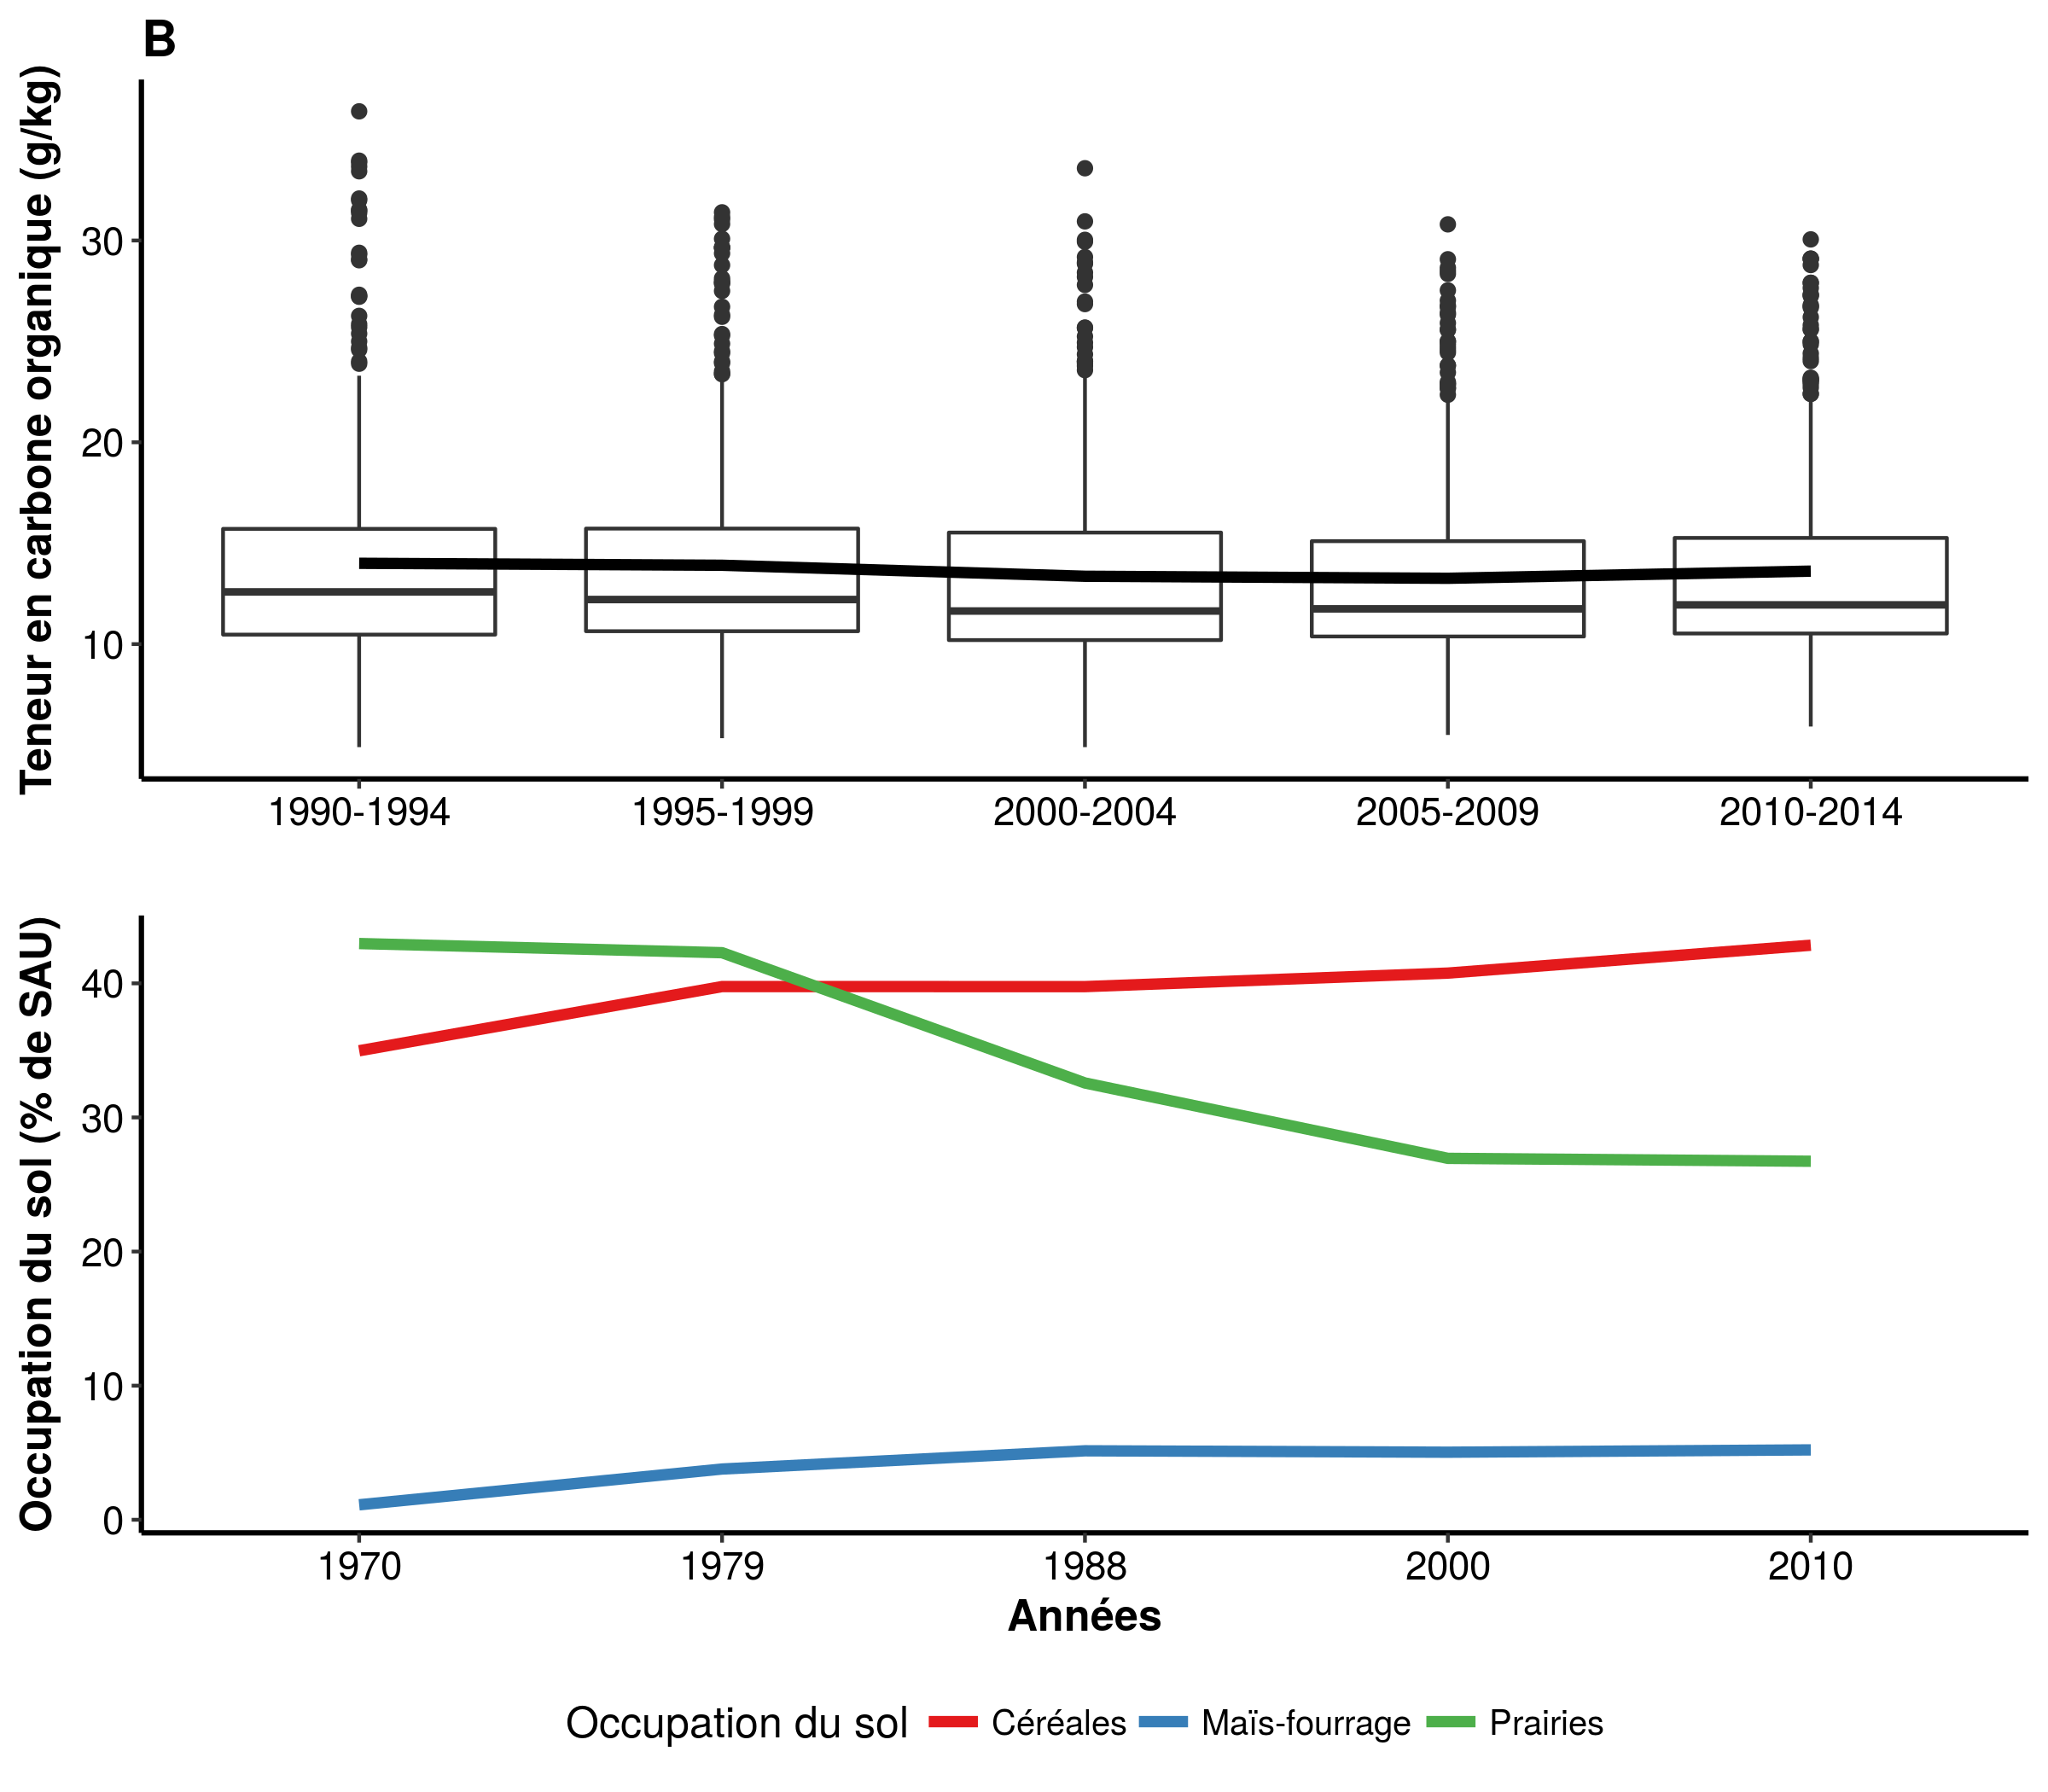 B
Teneur en carbone organique (g/kg)
30
20
10
1990-1994 1995-1999 2000-2004 2005-2009 2010-2014
Occupation du sol (% de SAU)
40
30
20
10
0
1970 1979 1988 2000 2010
Années
Occupation du sol Céréales Maïs-fourrage Prairies